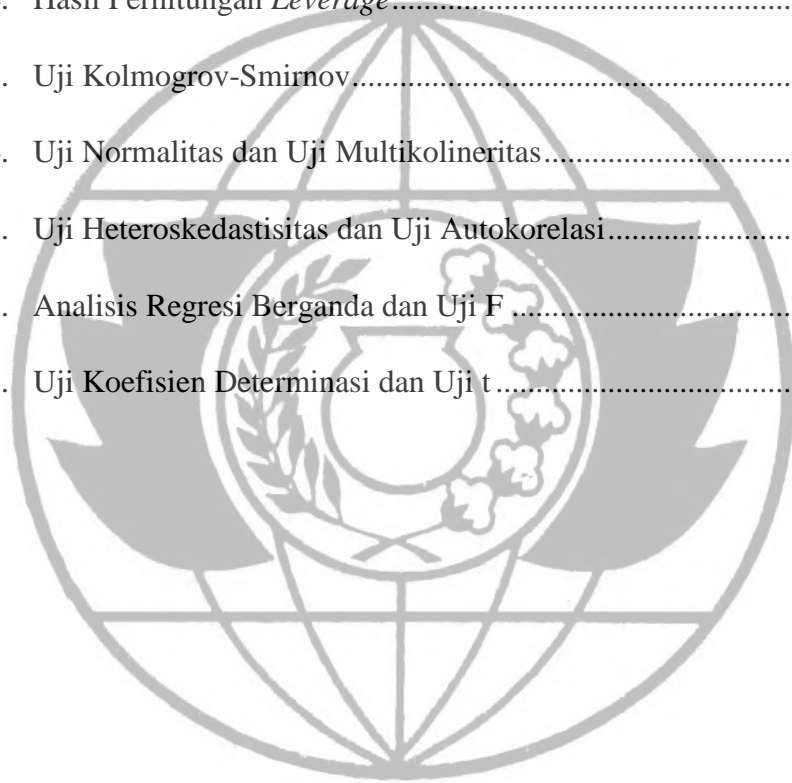 . Hasil Perhitungan Leverage....................................................
. Uji Kolmogrov-Smirnov.........................................................
. Uji Normalitas dan Uji Multikolineritas...............................
. Uji Heteroskedastisitas dan Uji Autokorelasi.......................
. Analisis Regresi Berganda dan Uji F ...................................
. Uji Koefisien Determinasi dan Uji t .....................................